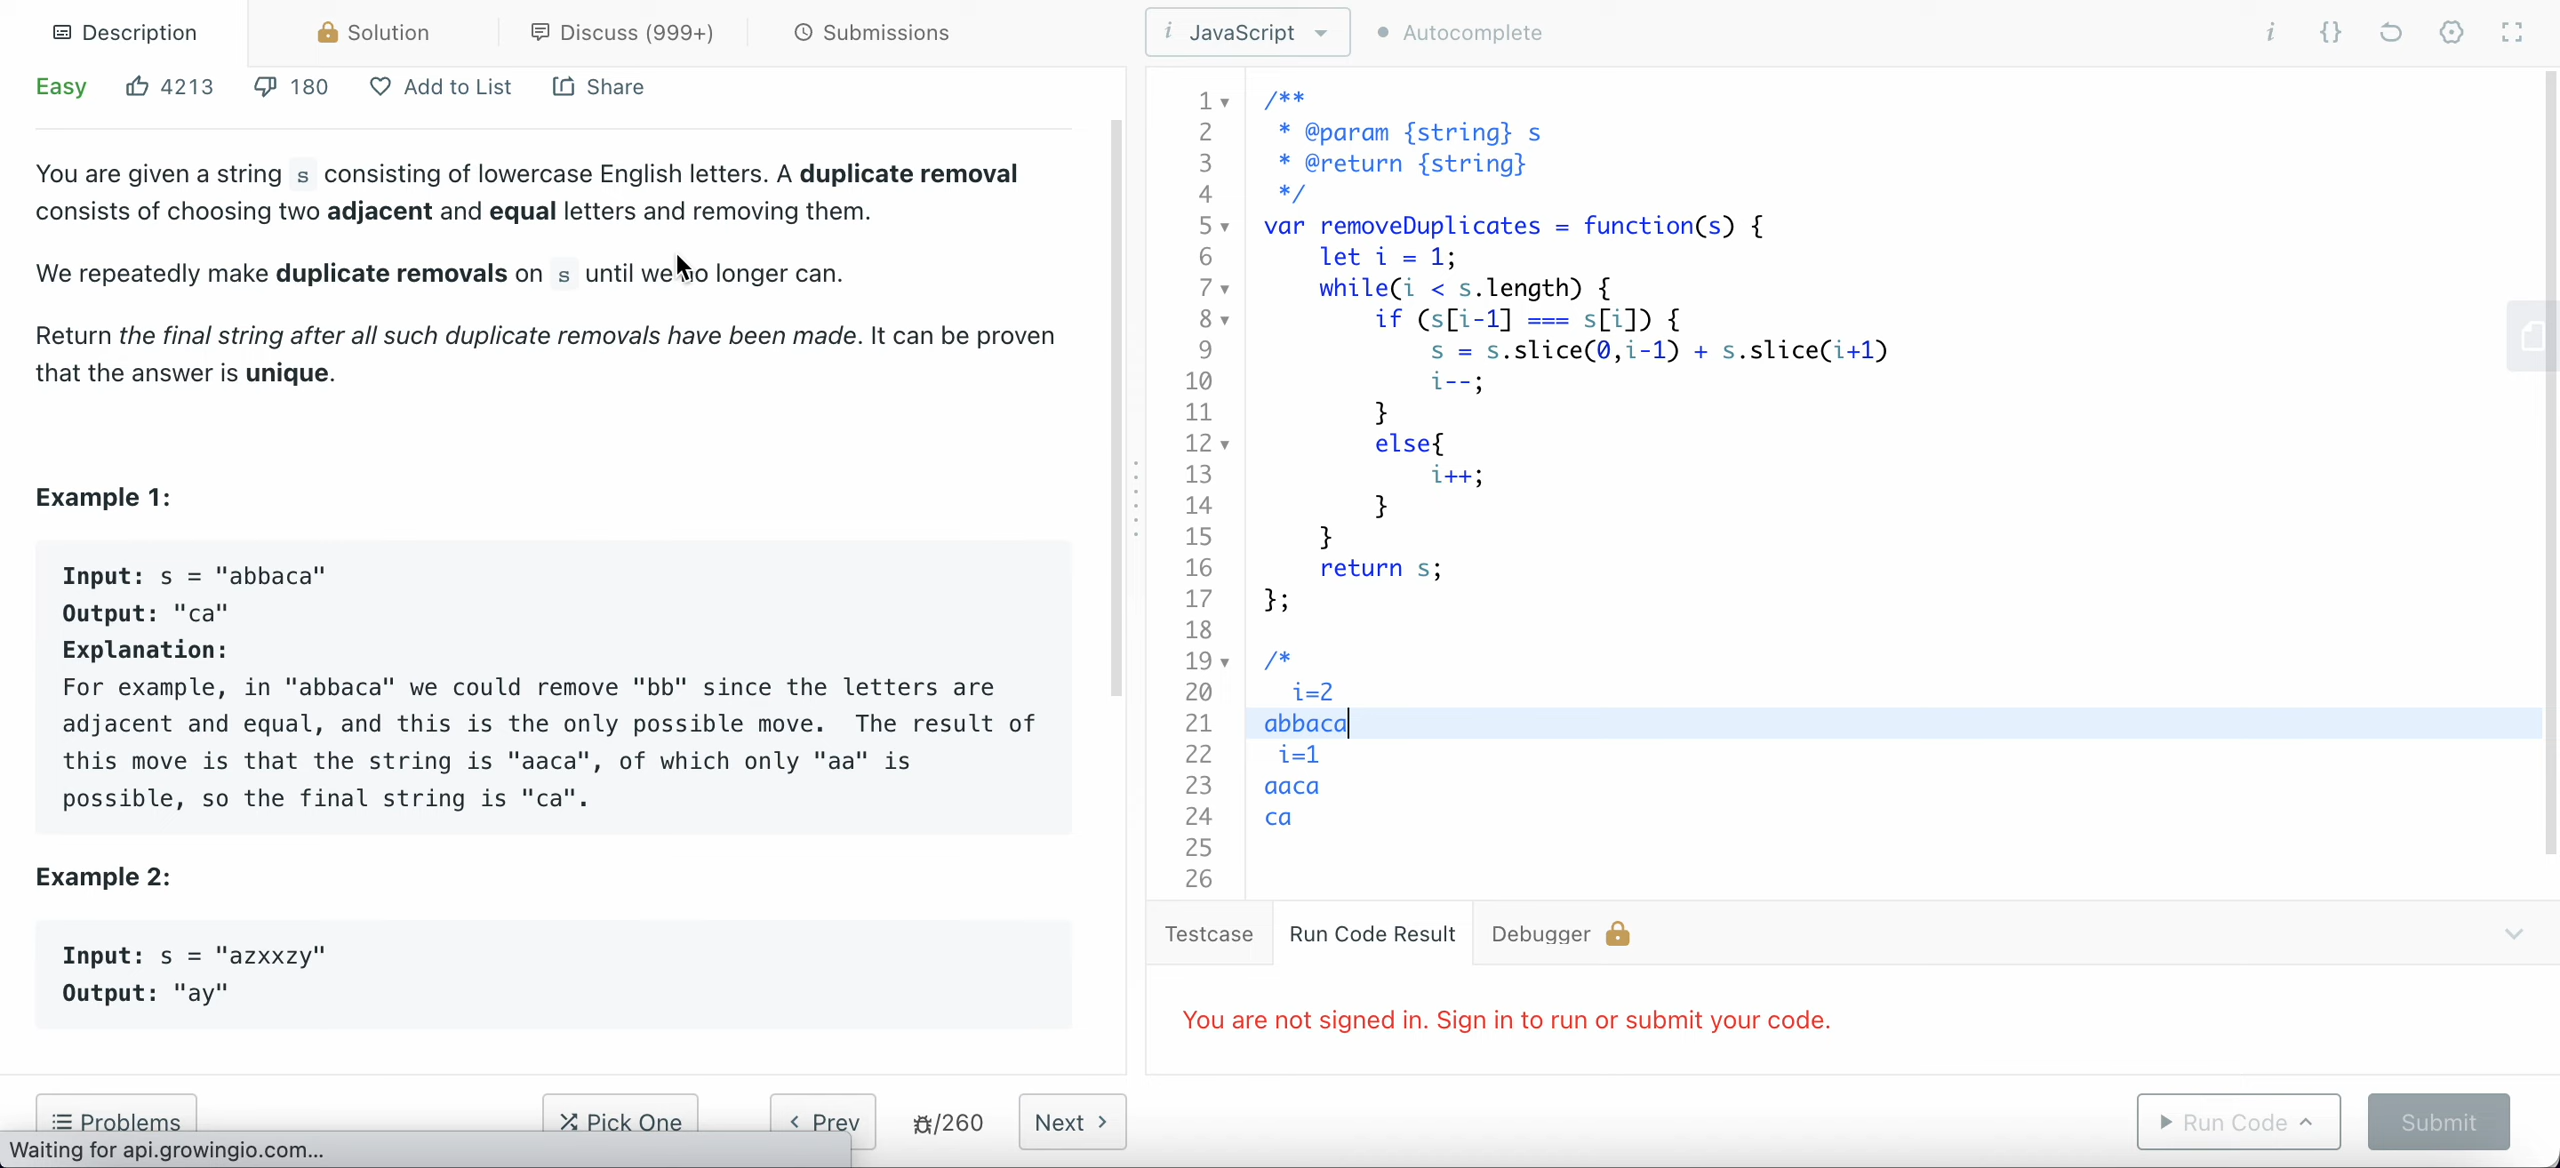 Description
Solution
Discuss (999+)
Submissions
Easy 4213 180 Add to List Share
You are given a string s consisting of lowercase English letters. A duplicate removal
consists of choosing two adjacent and equal letters and removing them.
We repeatedly make duplicate removals on s until we no longer can.
Return the final string after all such duplicate removals have been made. It can be proven
that the answer is unique.
Example 1:
Input: s = "abbaca"
Output: "ca"
Explanation:
For example, in "abbaca" we could remove "bb" since the letters are
adjacent and equal, and this is the only possible move.  The result of
this move is that the string is "aaca", of which only "aa" is
possible, so the final string is "ca".
Example 2:
Input: s = "azxxzy"
Output: "ay"
Problems
Pick One
< Prev
/260
Next >
Waiting for api.growingio.com...
i JavaScript
Autocomplete
i {}
1 /**
2  * @param {string} s
3  * @return {string}
4  */
5 var removeDuplicates = function(s) {
6     let i = 1;
7     while(i < s.length) {
8         if (s[i-1] === s[i]) {
9             s = s.slice(0,i-1) + s.slice(i+1)
10             i--;
11         }
12         else{
13             i++;
14         }
15     }
16     return s;
17 };
18
19 /*
20   i=2
21 abbaca
22  i=1
23 aaca
24 ca
25
26
Testcase
Run Code Result
Debugger
You are not signed in. Sign in to run or submit your code.
Run Code
Submit